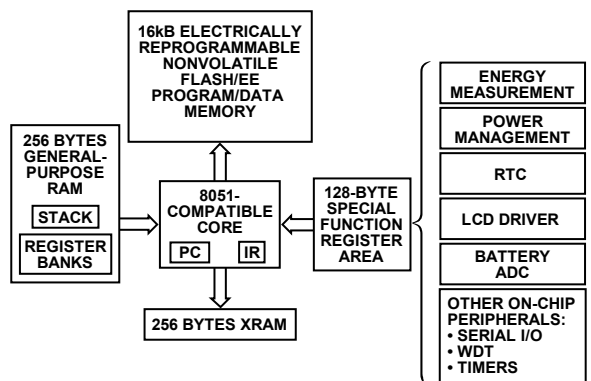 16kB ELECTRICALLY
REPROGRAMMABLE
NONVOLATILE
FLASH/EE
PROGRAM/DATA
MEMORY
256 BYTES
GENERAL-
PURPOSE
RAM
STACK
REGISTER
BANKS
8051-
COMPATIBLE
CORE
PC
IR
256 BYTES XRAM
128-BYTE
SPECIAL
FUNCTION
REGISTER
AREA
ENERGY
MEASUREMENT
POWER
MANAGEMENT
RTC
LCD DRIVER
BATTERY
ADC
OTHER ON-CHIP
PERIPHERALS:
• SERIAL I/O
• WDT
• TIMERS